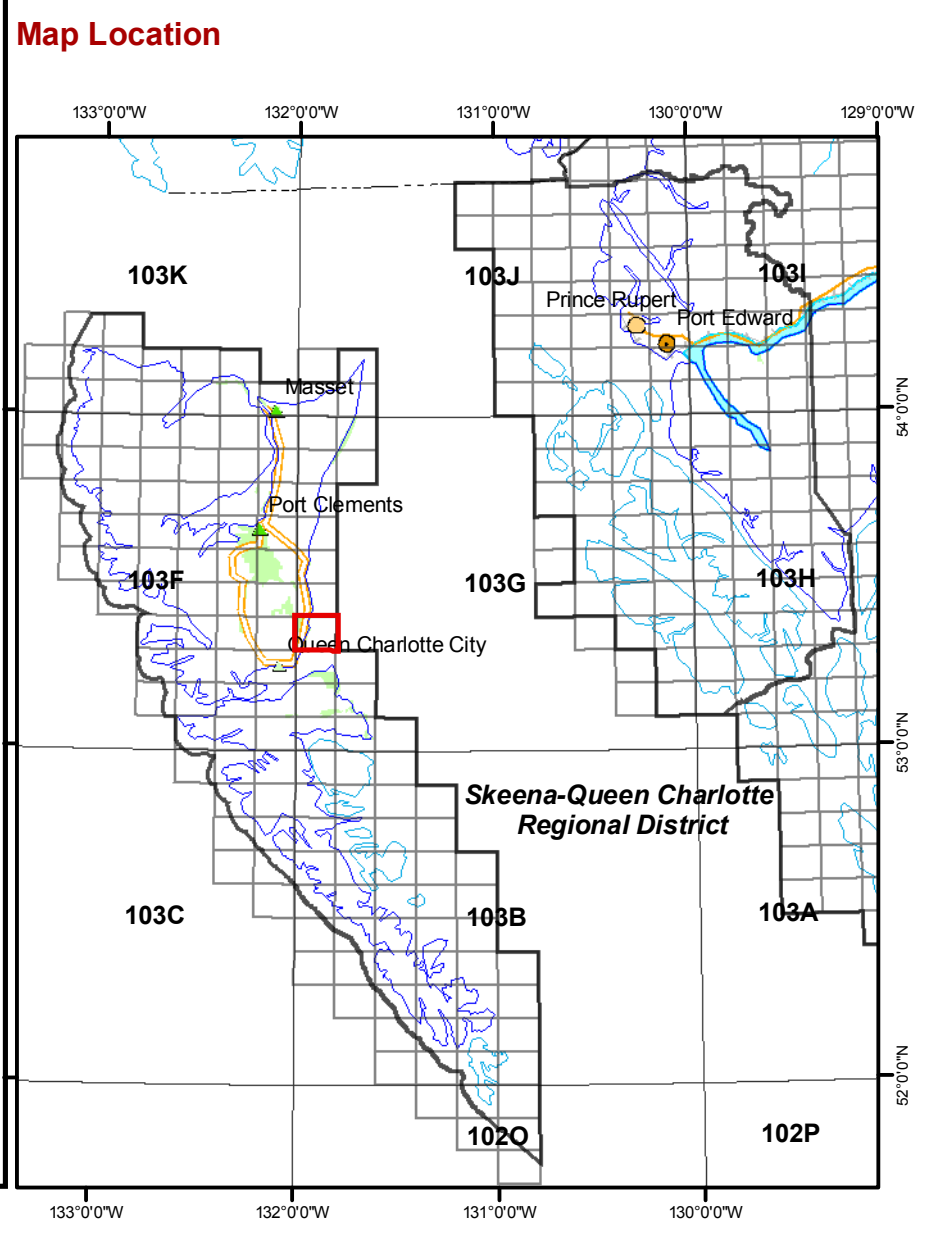 Map Location
133°0'0"W 132°0'0"W 131°0'0"W 130°0'0"W 129°0'0"W
103K
103J
103I
Prince Rupert
Port Edward
Masset
54°0'0"N
Port Clements
103F
103G
103H
Queen Charlotte City
53°0'0"N
Skeena-Queen Charlotte
Regional District
103C
103B
103A
52°0'0"N
102O
102P
133°0'0"W 132°0'0"W 131°0'0"W 130°0'0"W